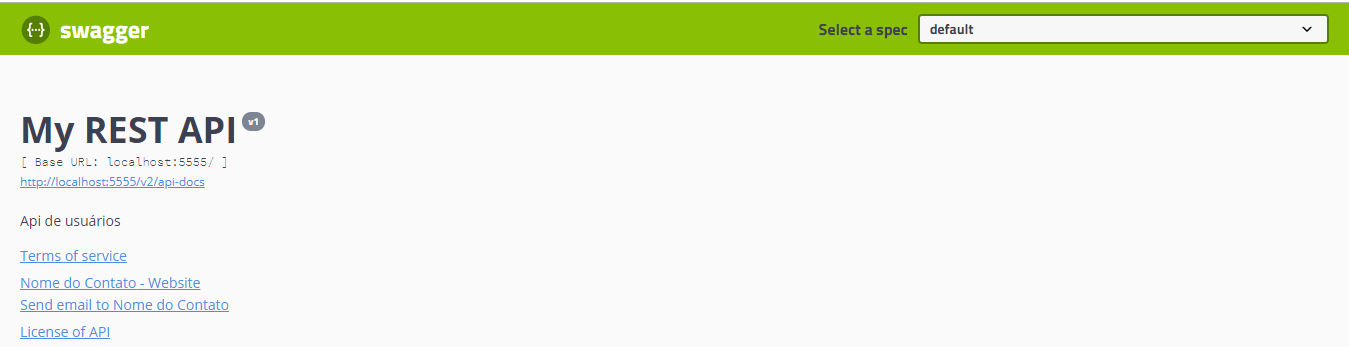 {···} swagger
Select a spec
default
My REST API v1
[ Base URL: localhost:5555/ ]
http://localhost:5555/v2/api-docs
Api de usuários
Terms of service
Nome do Contato - Website
Send email to Nome do Contato
License of API